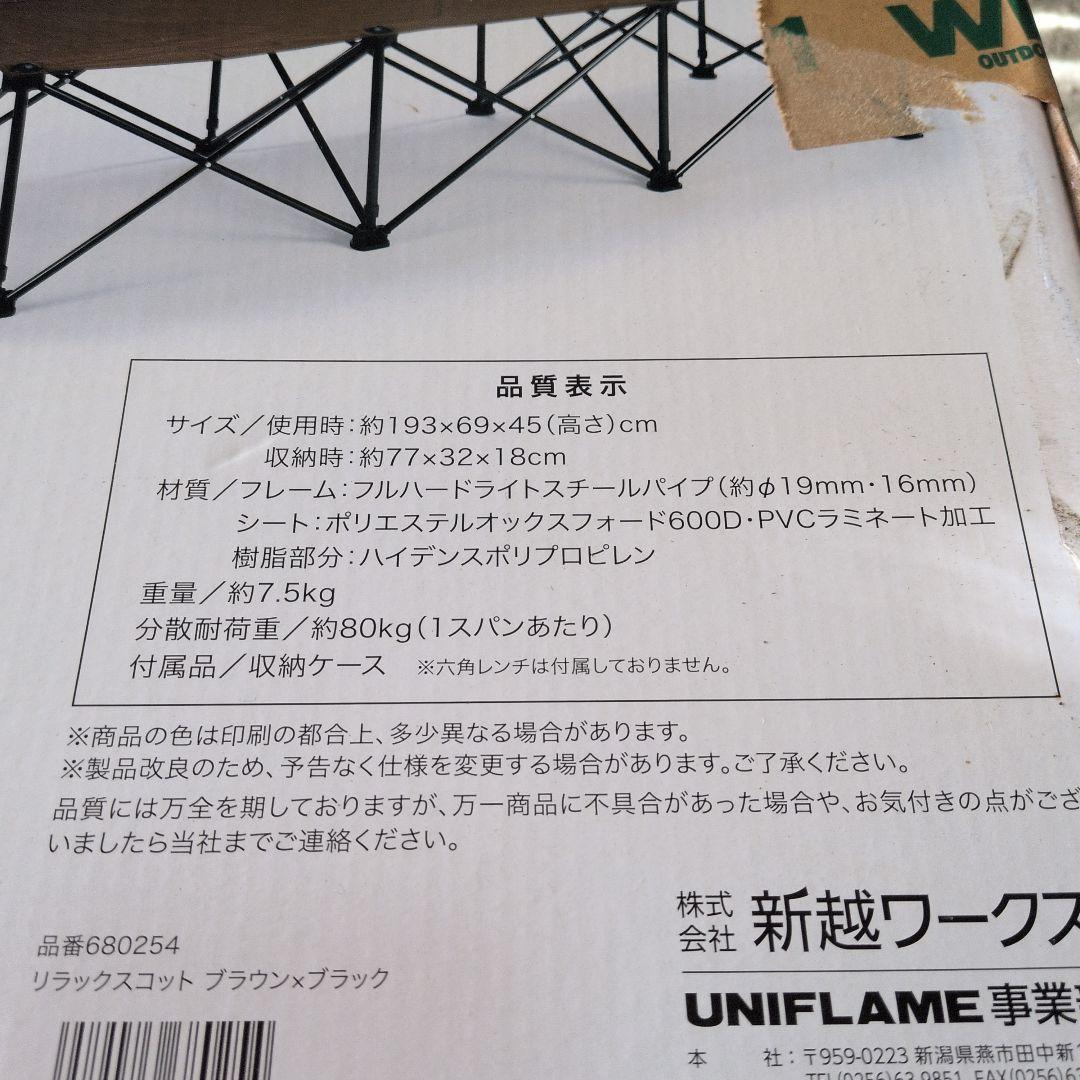 OUTDO
品質表示
サイズ／使用時：約193×69×45（高さ）cm
収納時：約77×32×18cm
材質／フレーム：フルハードライトスチールパイプ（約φ19mm・16mm）
シート：ポリエステルオックスフォード600D・PVCラミネート加工
樹脂部分：ハイデンスポリプロピレン
重量／約7.5kg
分散耐荷重／約80kg（1スパンあたり）
付属品／収納ケース ※六角レンチは付属しておりません。
※商品の色は印刷の都合上、多少異なる場合があります。
※製品改良のため、予告なく仕様を変更する場合があります。ご了承ください。
品質には万全を期しておりますが、万一商品に不具合があった場合や、お気付きの点がござ
いましたら当社までご連絡ください。
株式会社 新越ワークス
UNIFLAME事業
本 社：〒959-0223 新潟県燕市田中新
TEL(0256)63-9851 FAX(0256)63
品番680254
リラックスコット ブラウン×ブラック